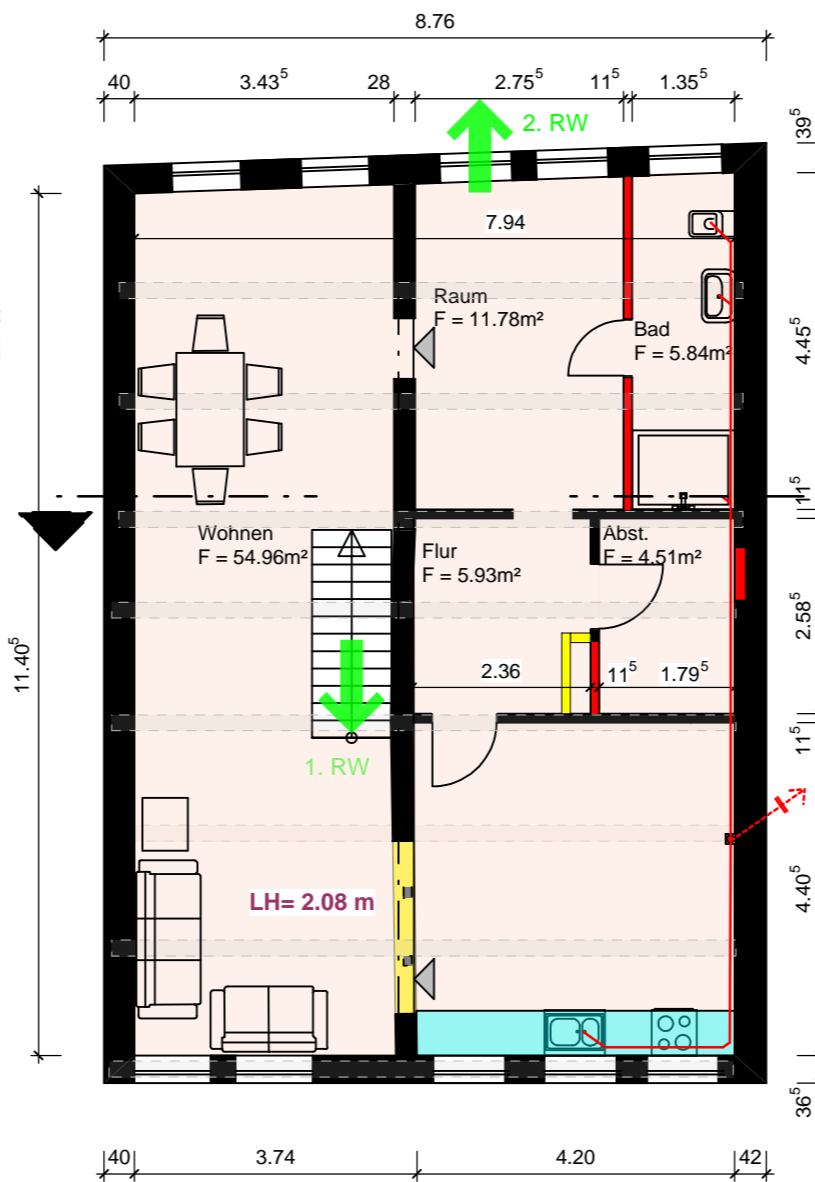 8.76
40 3.43⁵ 28 2.75⁵ 11⁵ 1.35⁵
2. RW
39⁵
7.94
Raum
F = 11.78m²
Bad
F = 5.84m²
4.45⁵
11⁵
Wohnen
F = 54.96m²
Flur
F = 5.93m²
Abst.
F = 4.51m²
2.58⁵
11.40⁵
2.36 11⁵ 1.79⁵
11⁵
1. RW
4.40⁵
LH= 2.08 m
36⁵
40 3.74 4.20 42